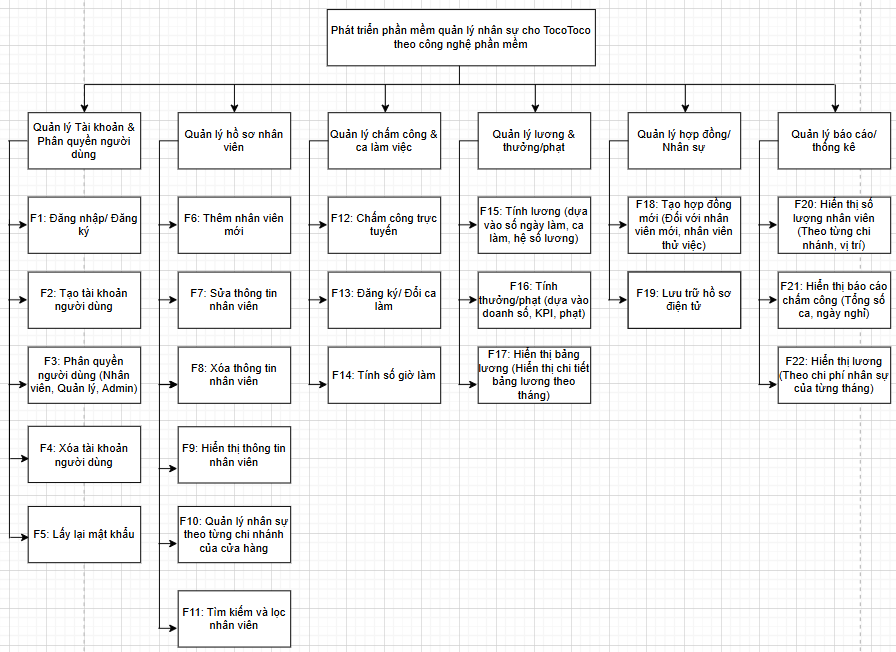 Phát triển phần mềm quản lý nhân sự cho TocoToco
theo công nghệ phần mềm
Quản lý Tài khoản &
Phân quyền người
dùng
F1: Đăng nhập/ Đăng
ký
F2: Tạo tài khoản
người dùng
F3: Phân quyền
người dùng (Nhân
viên, Quản lý, Admin)
F4: Xóa tài khoản
người dùng
F5: Lấy lại mật khẩu
Quản lý hồ sơ nhân
viên
F6: Thêm nhân viên
mới
F7: Sửa thông tin
nhân viên
F8: Xóa thông tin
nhân viên
F9: Hiển thị thông tin
nhân viên
F10: Quản lý nhân sự
theo từng chi nhánh
của cửa hàng
F11: Tìm kiếm và lọc
nhân viên
Quản lý chấm công &
ca làm việc
F12: Chấm công trực
tuyến
F13: Đăng ký/ Đổi ca
làm
F14: Tính số giờ làm
Quản lý lương &
thưởng/phạt
F15: Tính lương (dựa
vào số ngày làm, ca
làm, hệ số lương)
F16: Tính
thưởng/phạt (dựa vào
doanh số, KPI, phạt)
F17: Hiển thị bảng
lương (Hiển thị chi tiết
bảng lương theo
tháng)
Quản lý hợp đồng/
Nhân sự
F18: Tạo hợp đồng
mới (Đối với nhân
viên mới, nhân viên
thử việc)
F19: Lưu trữ hồ sơ
điện tử
Quản lý báo cáo/
thống kê
F20: Hiển thị số
lượng nhân viên
(Theo từng chi
nhánh, vị trí)
F21: Hiển thị báo cáo
chấm công (Tổng số
ca, ngày nghỉ)
F22: Hiển thị lương
(Theo chi phí nhân sự
của từng tháng)